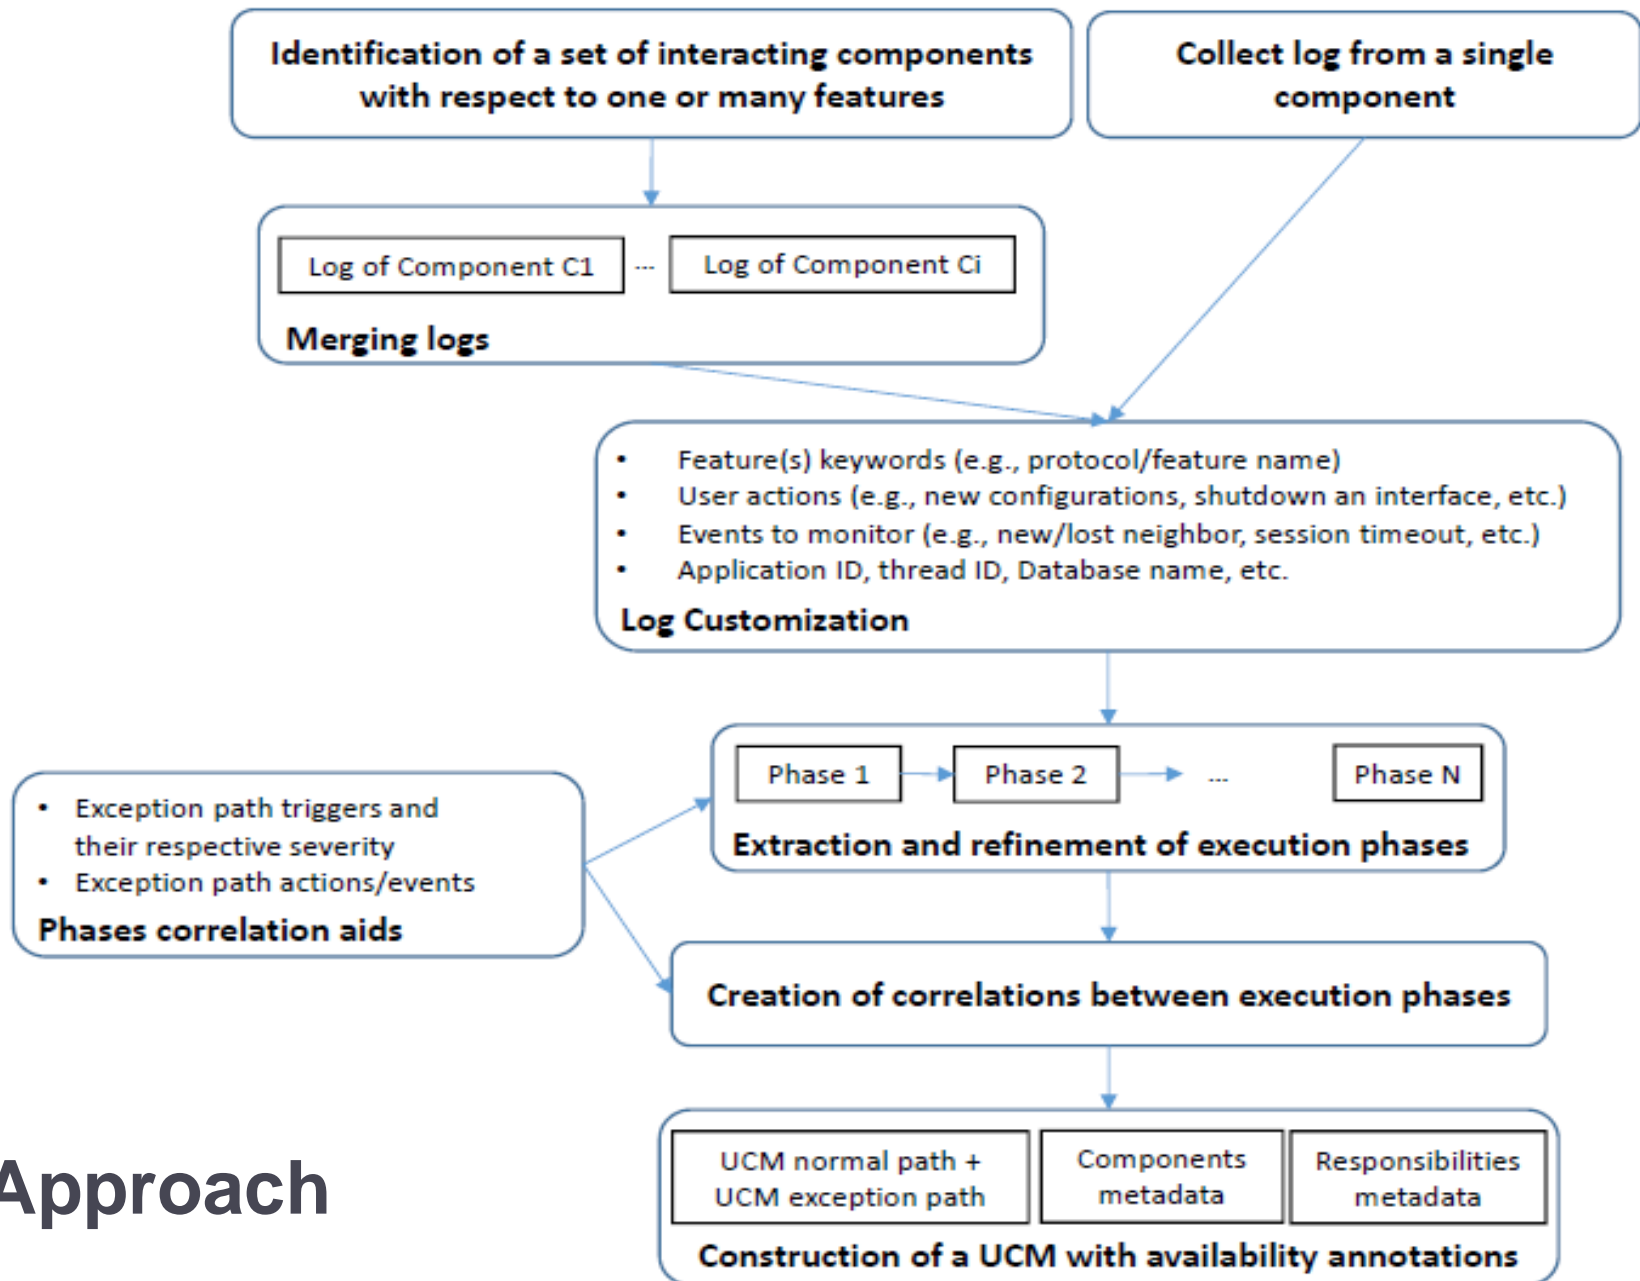 Identification of a set of interacting components
with respect to one or many features
Collect log from a single
component
Log of Component C1
...
Log of Component Ci
Merging logs
• Feature(s) keywords (e.g., protocol/feature name)
• User actions (e.g., new configurations, shutdown an interface, etc.)
• Events to monitor (e.g., new/lost neighbor, session timeout, etc.)
• Application ID, thread ID, Database name, etc.
Log Customization
Phase 1
Phase 2
...
Phase N
Extraction and refinement of execution phases
• Exception path triggers and
their respective severity
• Exception path actions/events
Phases correlation aids
Creation of correlations between execution phases
UCM normal path +
UCM exception path
Components
metadata
Responsibilities
metadata
Construction of a UCM with availability annotations
Approach